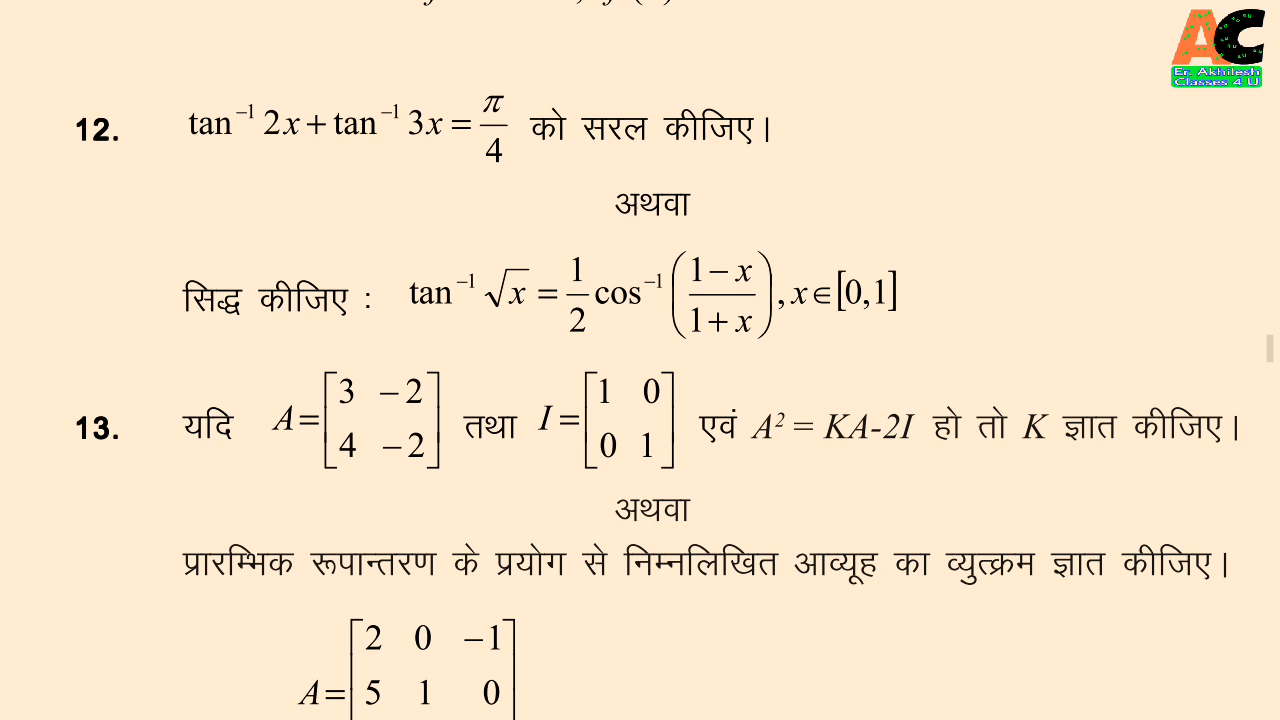 Er. Akhilesh
Classes 4 U
12. tan⁻¹ 2x + tan⁻¹ 3x = π/4 को सरल कीजिए।
अथवा
सिद्ध कीजिए : tan⁻¹ √x = 1/2 cos⁻¹ ((1 − x)/(1 + x)), x ∈ [0,1]
13. यदि A = [3 −2; 4 −2] तथा I = [1 0; 0 1] एवं A² = KA-2I हो तो K ज्ञात कीजिए।
अथवा
प्रारम्भिक रूपान्तरण के प्रयोग से निम्नलिखित आव्यूह का व्युत्क्रम ज्ञात कीजिए।
2 0 −1
A = 5 1 0